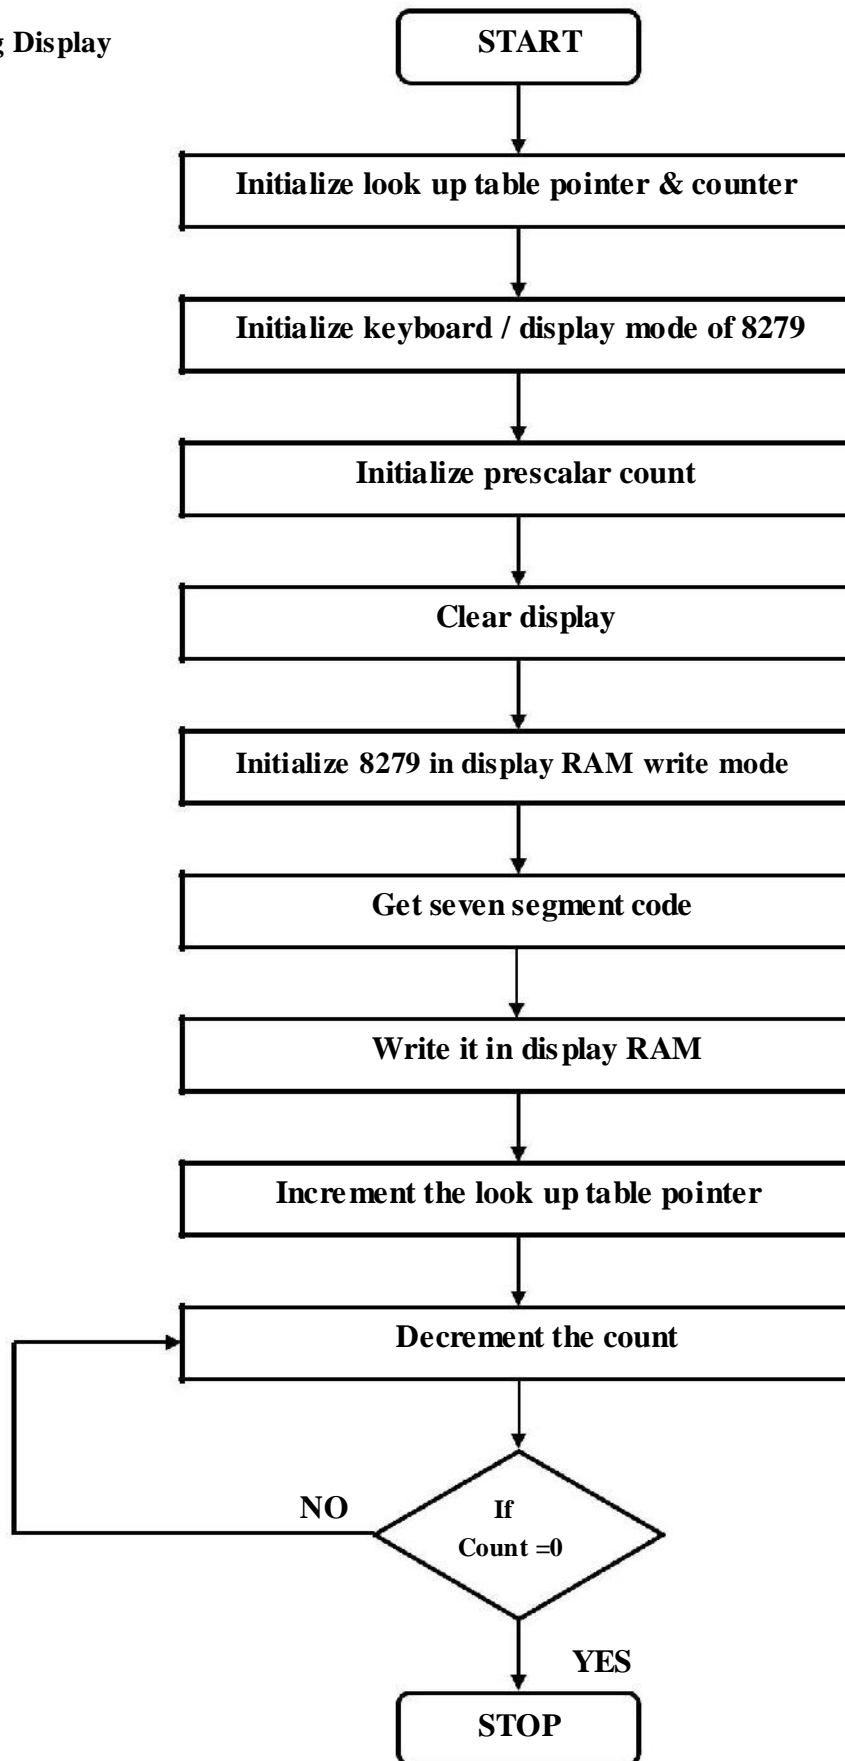 g Display
START
Initialize look up table pointer & counter
Initialize keyboard / display mode of 8279
Initialize prescalar count
Clear display
Initialize 8279 in display RAM write mode
Get seven segment code
Write it in display RAM
Increment the look up table pointer
Decrement the count
NO
If
Count =0
YES
STOP